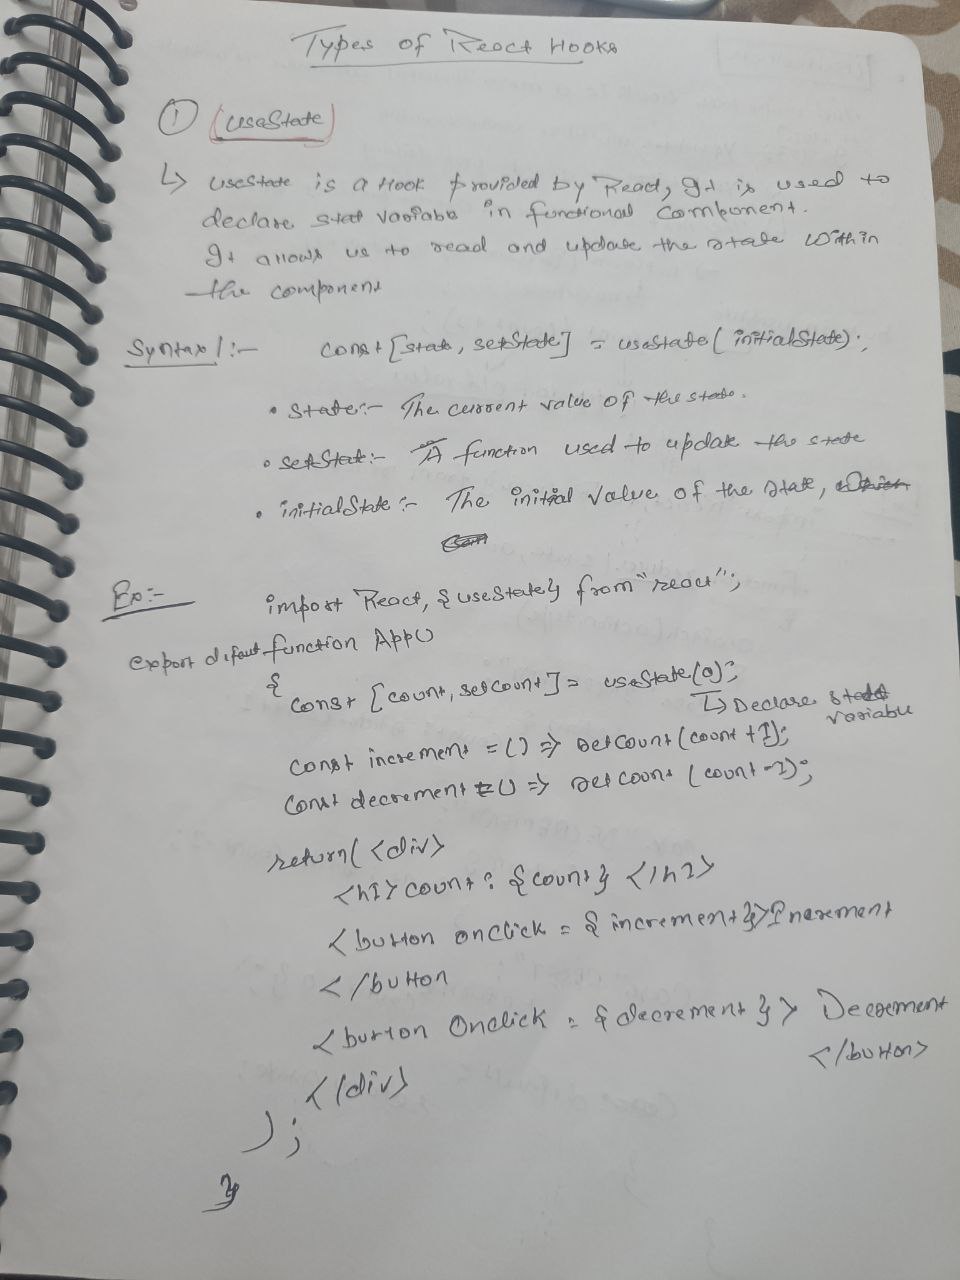 Types of React Hooks
① (useState)
↳ useState is a Hook provided by React, It is used to
declare stat variable in functional component.
It allows us to read and update the state within
the component
Syntax :- const [state, setState] = useState(initialState);
• State:- The current value of the state.
• setState:- A function used to update the state
• initialState :- The initial value of the state,
Ex:- import React, {useState} from "react";
export difaut function App()
{
const [count, setCount] = useState(0);
↳ Declare state variable
const increment = () => setCount(count + 1);
const decrement = () => setCount (count - 1);
return( <div>
<h1> count : {count} </h1>
<button onclick = {increment}>Increment
</button
<button Onclick = {decrement}> Decrement
</button>
</div>
);
}